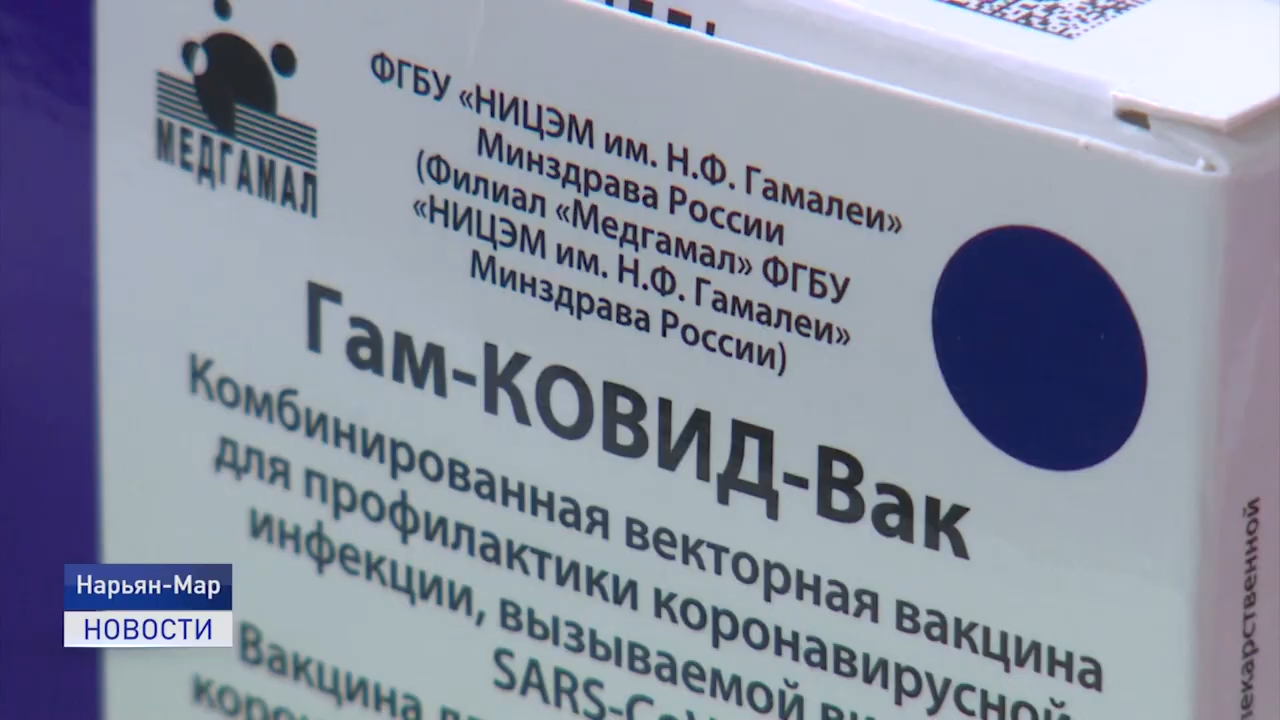 МЕДГАМАЛ
ФГБУ «НИЦЭМ им. Н.Ф. Гамалеи»
Минздрава России
(Филиал «Медгамал» ФГБУ
«НИЦЭМ им. Н.Ф. Гамалеи»
Минздрава России)
Гам-КОВИД-Вак
Комбинированная векторная вакцина
для профилактики коронавирусной
инфекции, вызываемой
SARS-CoV
Вакцина
Нарьян-Мар
НОВОСТИ